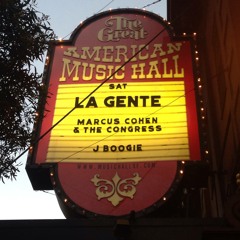 The
Great
AMERICAN
MUSIC HALL
SAT
LA GENTE
MARCUS COHEN
& THE CONGRESS
J BOOGIE